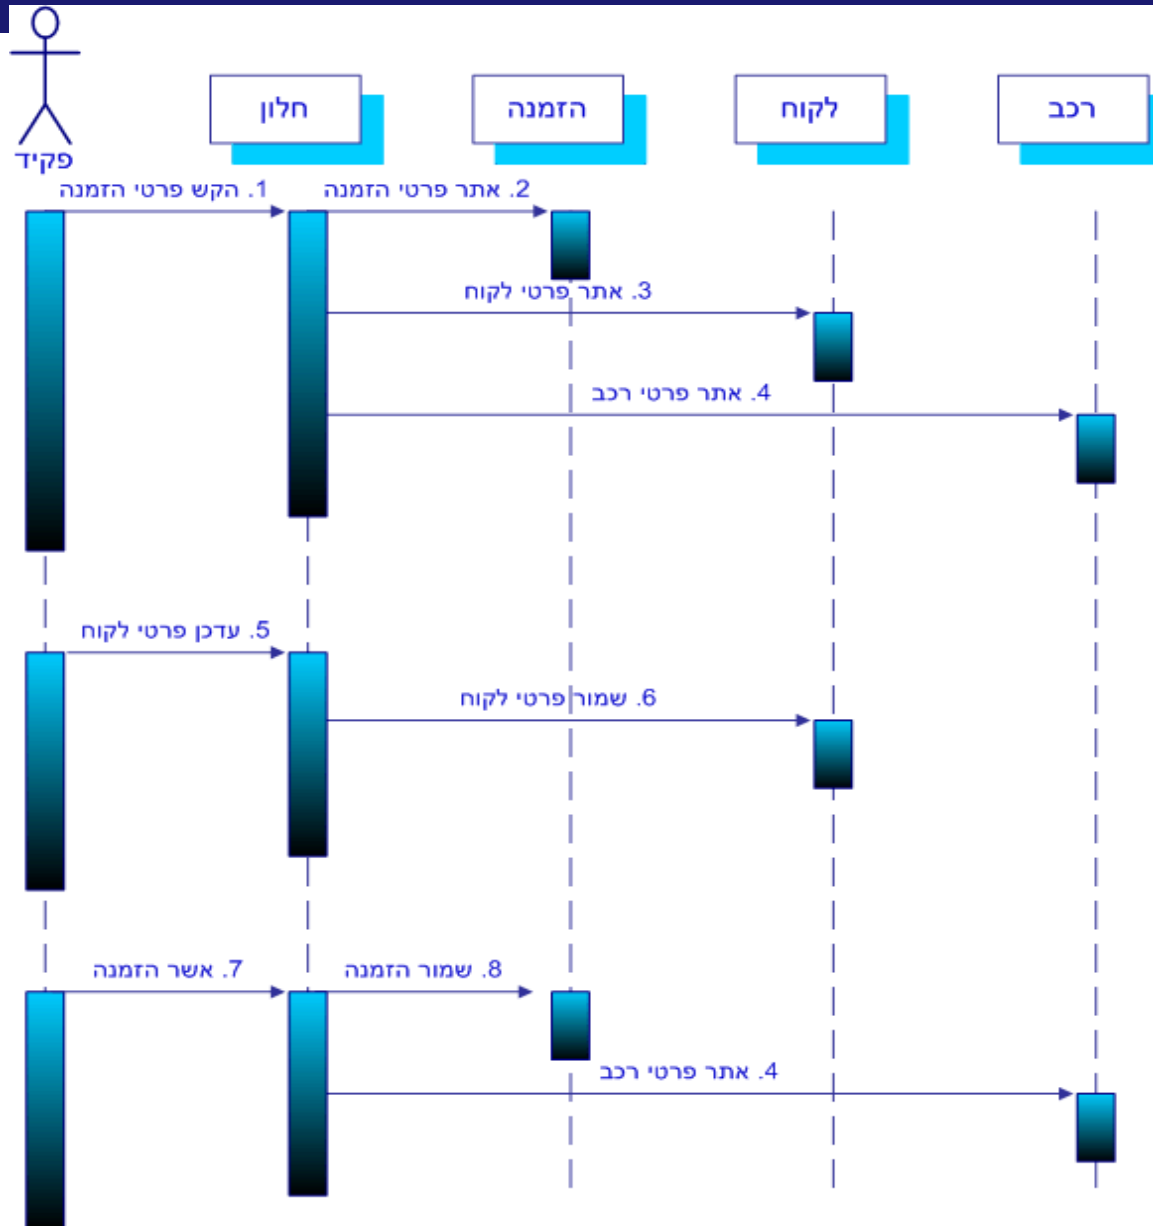 פקיד
חלון
הזמנה
לקוח
רכב
1. הקש פרטי הזמנה
2. אתר פרטי הזמנה
3. אתר פרטי לקוח
4. אתר פרטי רכב
5. עדכן פרטי לקוח
6. שמור פרטי לקוח
7. אשר הזמנה
8. שמור הזמנה
4. אתר פרטי רכב